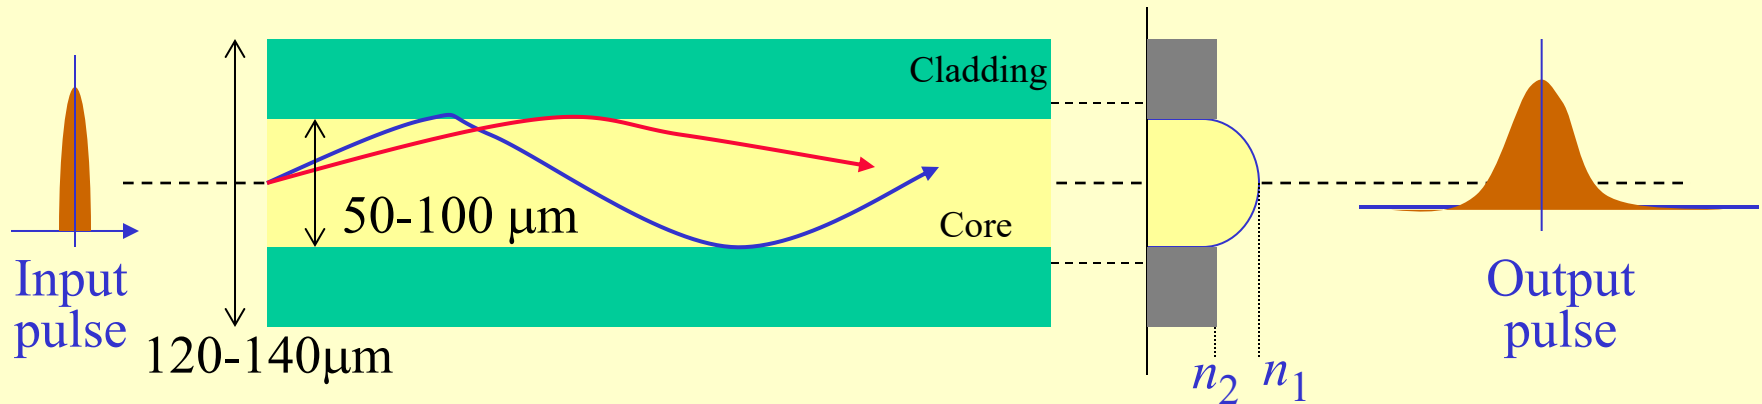 Cladding
50-100 μm
Core
Input
pulse
120-140μm
n2
n1
Output
pulse